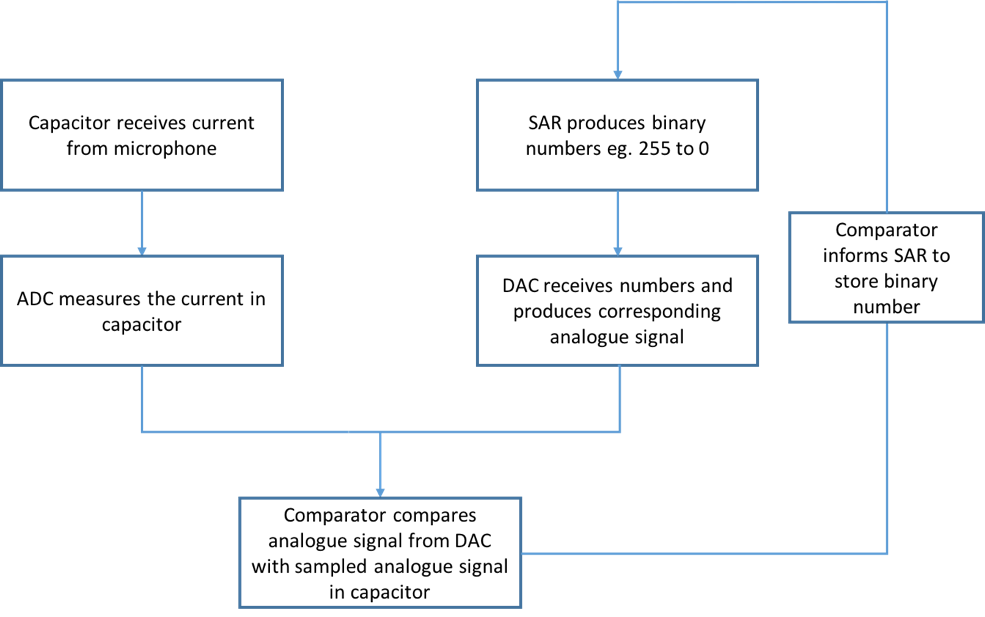 Capacitor receives current
from microphone
SAR produces binary
numbers eg. 255 to 0
Comparator
informs SAR to
store binary
number
ADC measures the current in
capacitor
DAC receives numbers and
produces corresponding
analogue signal
Comparator compares
analogue signal from DAC
with sampled analogue signal
in capacitor